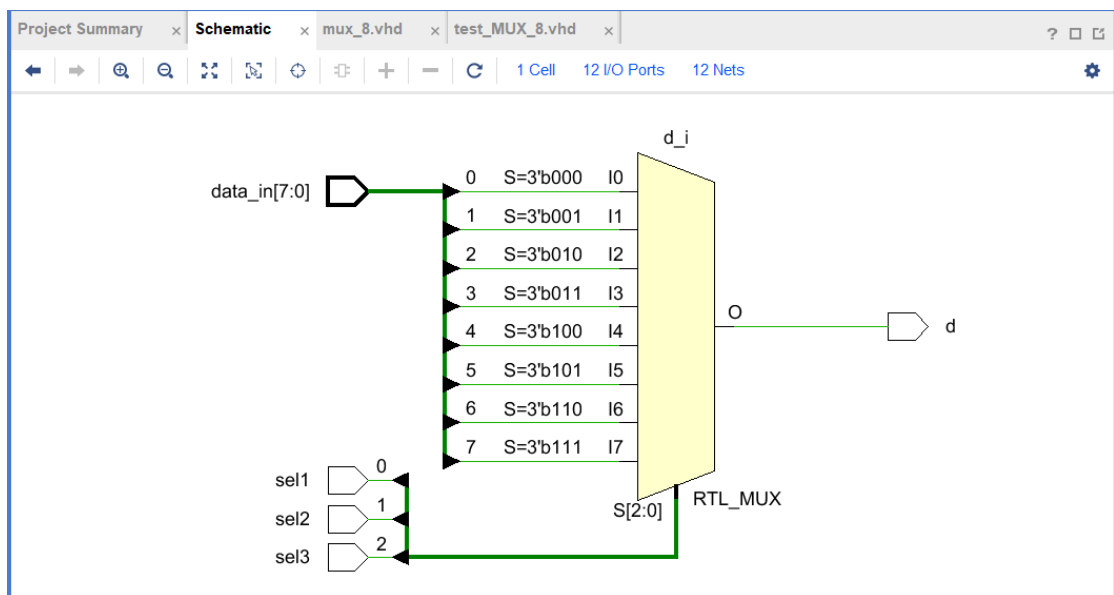 Project Summary × Schematic × mux_8.vhd × test_MUX_8.vhd × ?
1 Cell 12 I/O Ports 12 Nets
d_i
data_in[7:0]
0 S=3'b000 I0
1 S=3'b001 I1
2 S=3'b010 I2
3 S=3'b011 I3
4 S=3'b100 I4
5 S=3'b101 I5
6 S=3'b110 I6
7 S=3'b111 I7
O
d
sel1 0
sel2 1
sel3 2
S[2:0]
RTL_MUX